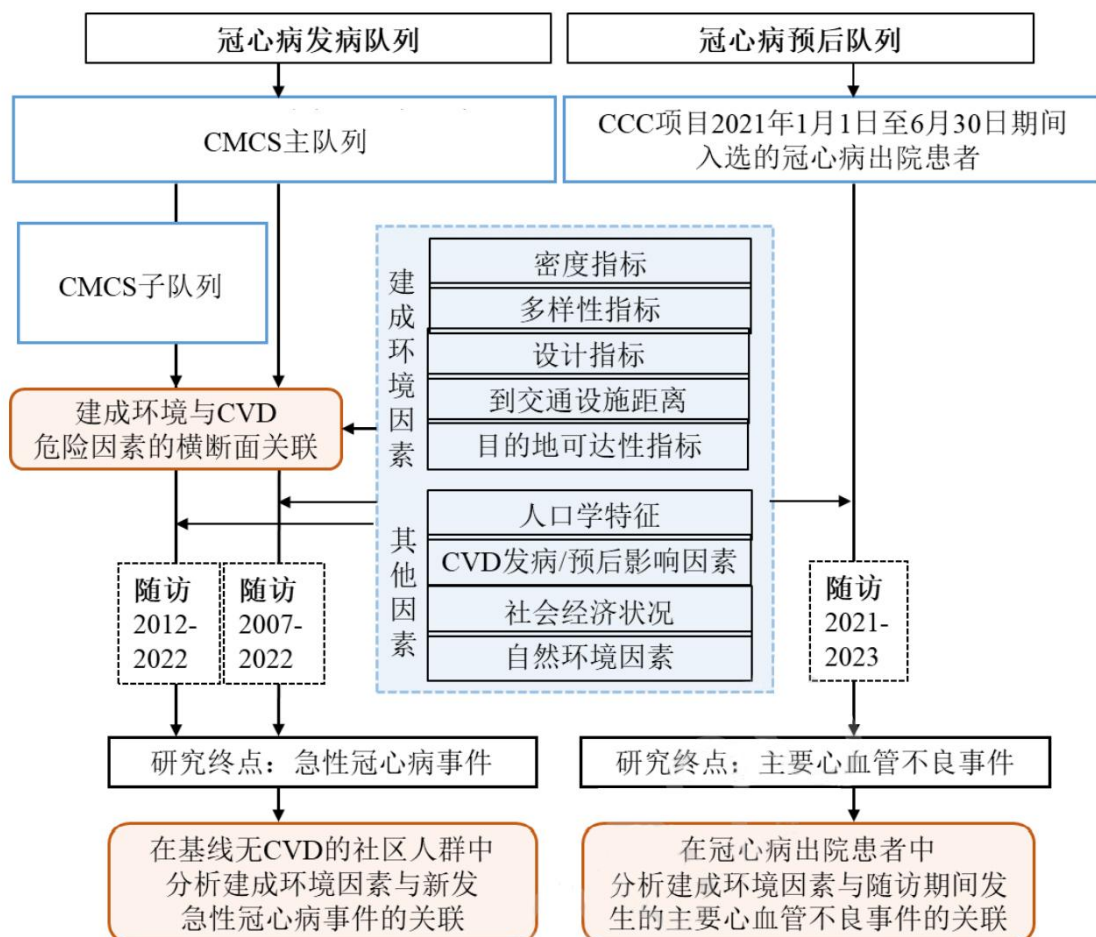 冠心病发病队列
冠心病预后队列
CMCS主队列
CCC项目2021年1月1日至6月30日期间
入选的冠心病出院患者
CMCS子队列
建成环境因素
密度指标
多样性指标
设计指标
到交通设施距离
目的地可达性指标
建成环境与CVD
危险因素的横断面关联
其他因素
人口学特征
CVD发病/预后影响因素
社会经济状况
自然环境因素
随访
2012-
2022
随访
2007-
2022
随访
2021-
2023
研究终点：急性冠心病事件
研究终点：主要心血管不良事件
在基线无CVD的社区人群中
分析建成环境因素与新发
急性冠心病事件的关联
在冠心病出院患者中
分析建成环境因素与随访期间发
生的主要心血管不良事件的关联